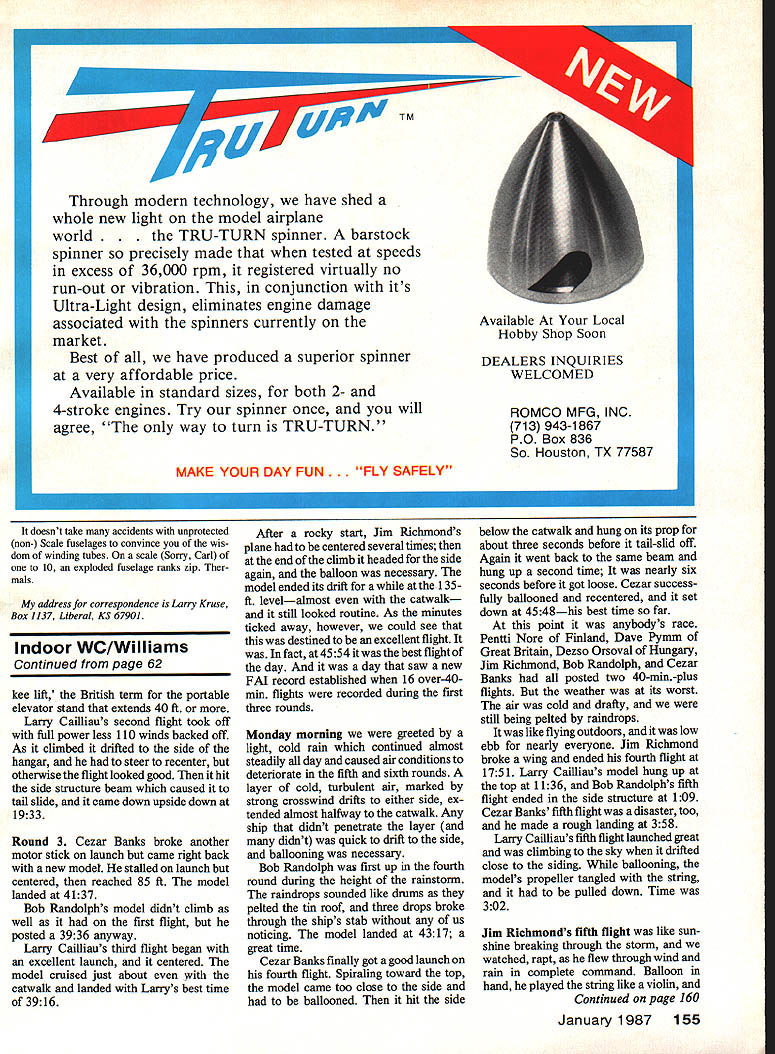 NEW
TRUTURN™
Through modern technology, we have shed a
whole new light on the model airplane
world . . . the TRU-TURN spinner. A barstock
spinner so precisely made that when tested at speeds
in excess of 36,000 rpm, it registered virtually no
run-out or vibration. This, in conjunction with it's
Ultra-Light design, eliminates engine damage
associated with the spinners currently on the
market.
Best of all, we have produced a superior spinner
at a very affordable price.
Available in standard sizes, for both 2- and
4-stroke engines. Try our spinner once, and you will
agree, “The only way to turn is TRU-TURN.”
Available At Your Local
Hobby Shop Soon
DEALERS INQUIRIES
WELCOMED
ROMCO MFG, INC.
(713) 943-1867
P.O. Box 836
So. Houston, TX 77587
MAKE YOUR DAY FUN . . . “FLY SAFELY”
It doesn't take many accidents with unprotected
(non-) Scale fuselages to convince you of the wis-
dom of winding tubes. On a scale (Sorry, Carl) of
one to 10, an exploded fuselage ranks zip. Ther-
mals.
My address for correspondence is Larry Kruse,
Box 1137, Liberal, KS 67901.
Indoor WC/Williams
Continued from page 62
kee lift,' the British term for the portable
elevator stand that extends 40 ft. or more.
Larry Cailliau's second flight took off
with full power less 110 winds backed off.
As it climbed it drifted to the side of the
hangar, and he had to steer to recenter, but
otherwise the flight looked good. Then it hit
the side structure beam which caused it to
tail slide, and it came down upside down at
19:33.
Round 3. Cezar Banks broke another
motor stick on launch but came right back
with a new model. He stalled on launch but
centered, then reached 85 ft. The model
landed at 41:37.
Bob Randolph's model didn't climb as
well as it had on the first flight, but he
posted a 39:36 anyway.
Larry Cailliau's third flight began with
an excellent launch, and it centered. The
model cruised just about even with the
catwalk and landed with Larry's best time
of 39:16.
After a rocky start, Jim Richmond's
plane had to be centered several times; then
at the end of the climb it headed for the side
again, and the balloon was necessary. The
model ended its drift for a while at the 135-
ft. level—almost even with the catwalk—
and it still looked routine. As the minutes
ticked away, however, we could see that
this was destined to be an excellent flight. It
was. In fact, at 45:54 it was the best flight of
the day. And it was a day that saw a new
FAI record established when 16 over-40-
min. flights were recorded during the first
three rounds.
Monday morning we were greeted by a
light, cold rain which continued almost
steadily all day and caused air conditions to
deteriorate in the fifth and sixth rounds. A
layer of cold, turbulent air, marked by
strong crosswind drifts to either side, ex-
tended almost halfway to the catwalk. Any
ship that didn't penetrate the layer (and
many didn't) was quick to drift to the side,
and ballooning was necessary.
Bob Randolph was first up in the fourth
round during the height of the rainstorm.
The raindrops sounded like drums as they
pelted the tin roof, and three drops broke
through the ship's stab without any of us
noticing. The model landed at 43:17; a
great time.
Cezar Banks finally got a good launch on
his fourth flight. Spiraling toward the top,
the model came too close to the side and
had to be ballooned. Then it hit the side
below the catwalk and hung on its prop for
about three seconds before it tail-slid off.
Again it went back to the same beam and
hung up a second time; It was nearly six
seconds before it got loose. Cezar success-
fully ballooned and recentered, and it set
down at 45:48—his best time so far.
At this point it was anybody's race.
Pentti Nore of Finland, Dave Pymm of
Great Britain, Dezso Orsoval of Hungary,
Jim Richmond, Bob Randolph, and Cezar
Banks had all posted two 40-min.-plus
flights. But the weather was at its worst.
The air was cold and drafty, and we were
still being pelted by raindrops.
It was like flying outdoors, and it was low
ebb for nearly everyone. Jim Richmond
broke a wing and ended his fourth flight at
17:51. Larry Cailliau's model hung up at
the top at 11:36, and Bob Randolph's fifth
flight ended in the side structure at 1:09.
Cezar Banks' fifth flight was a disaster, too,
and he made a rough landing at 3:58.
Larry Cailliau's fifth flight launched great
and was climbing to the sky when it drifted
close to the siding. While ballooning, the
model's propeller tangled with the string,
and it had to be pulled down. Time was
3:02.
Jim Richmond's fifth flight was like sun-
shine breaking through the storm, and we
watched, rapt, as he flew through wind and
rain in complete command. Balloon in
hand, he played the string like a violin, and
Continued on page 160
January 1987 155